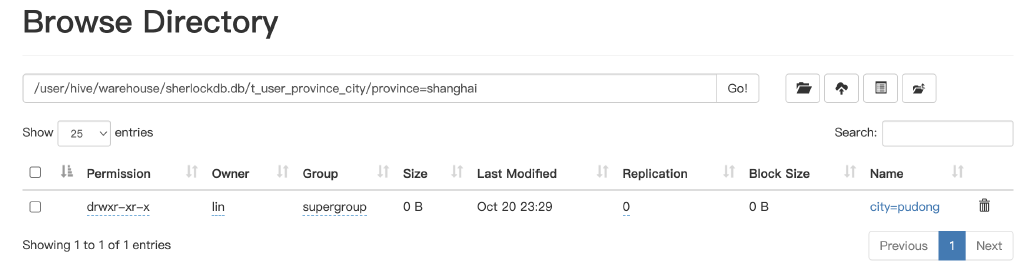 Browse Directory
/user/hive/warehouse/sherlockdb.db/t_user_province_city/province=shanghai Go!
Show 25 entries Search:
Permission Owner Group Size Last Modified Replication Block Size Name
drwxr-xr-x lin supergroup 0 B Oct 20 23:29 0 0 B city=pudong
Showing 1 to 1 of 1 entries Previous 1 Next